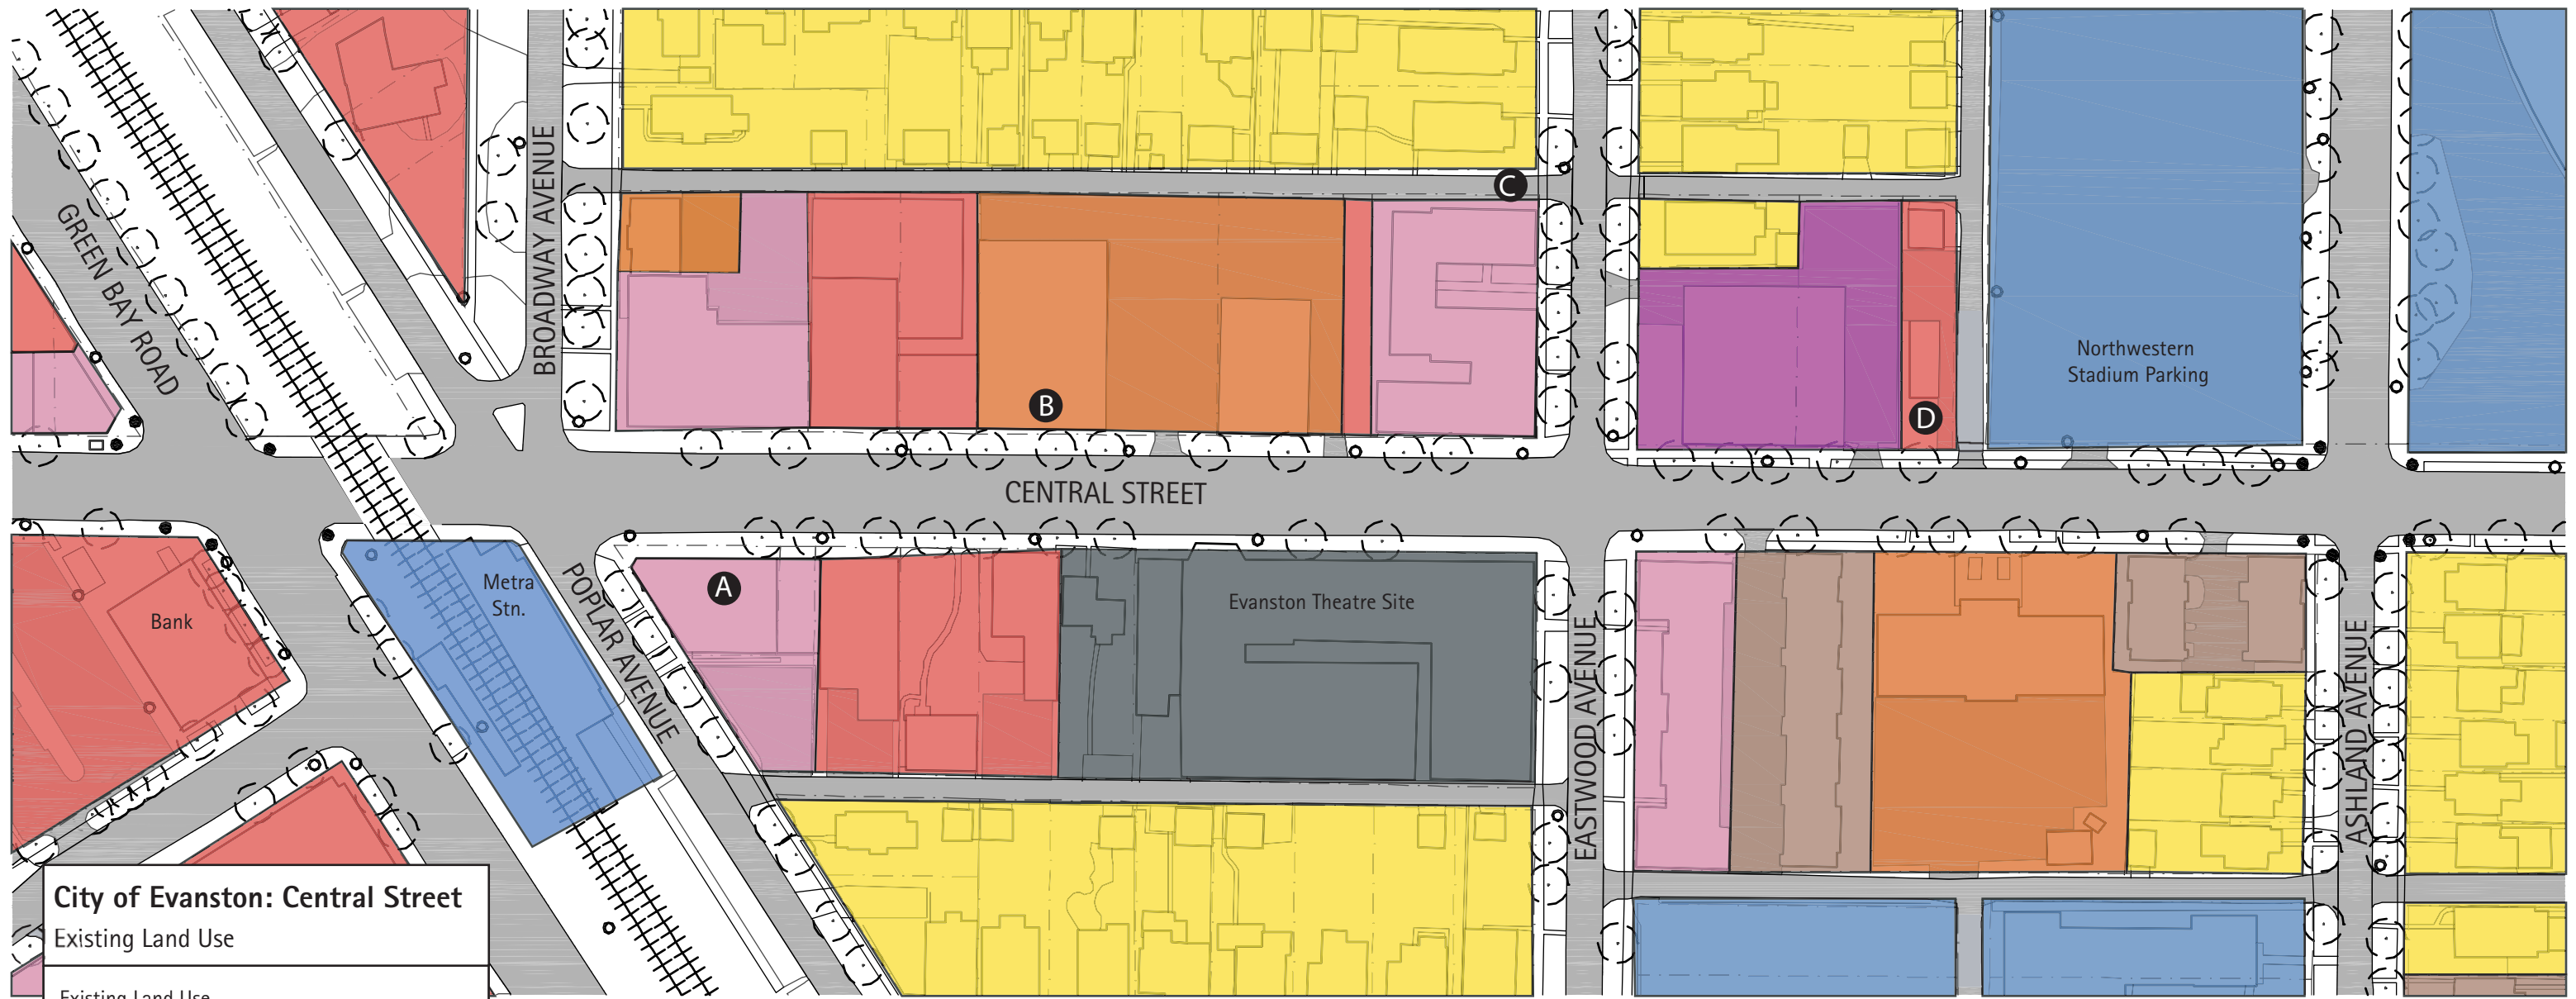 GREEN BAY ROAD
BROADWAY AVENUE
C
B
D
Northwestern
Stadium Parking
CENTRAL STREET
A
Metra
Stn.
Bank
POPLAR AVENUE
Evanston Theatre Site
EASTWOOD AVENUE
ASHLAND AVENUE
City of Evanston: Central Street
Existing Land Use
Existing Land Use